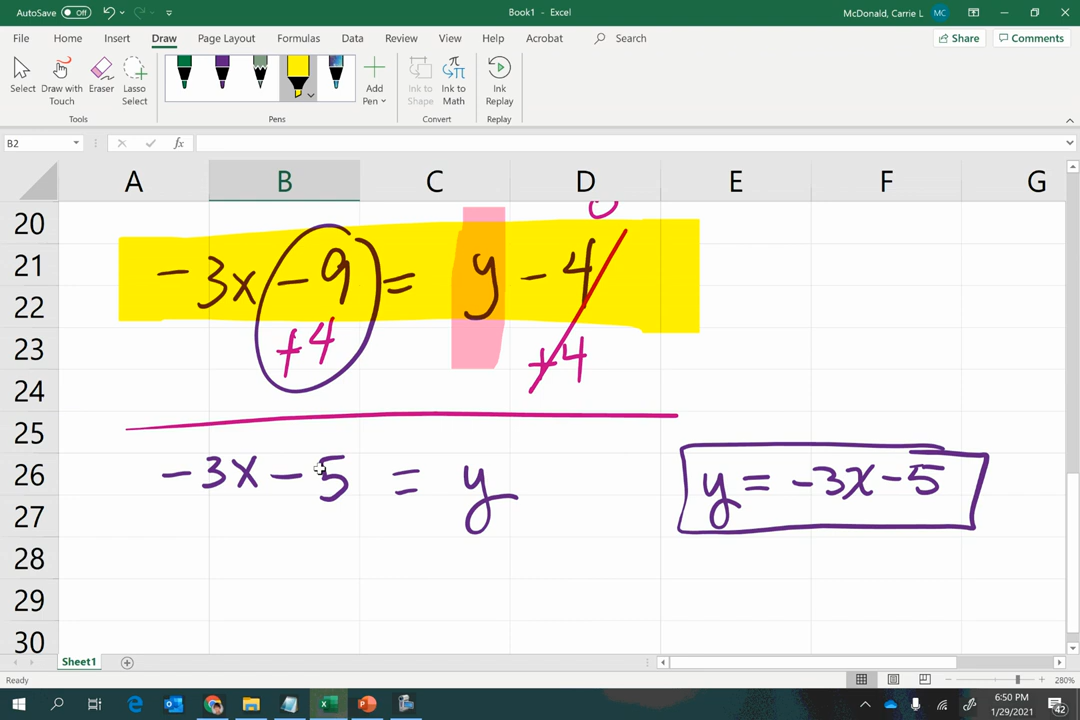 AutoSave Off Book1 - Excel McDonald, Carrie L MC
File Home Insert Draw Page Layout Formulas Data Review View Help Acrobat Search Share Comments
Select Draw with Touch Eraser Lasso Select Add Pen Ink to Shape Ink to Math Ink Replay
Tools Pens Convert Replay
B2 fx
A B C D E F G
20
21
22
23
24
25
26
27
28
29
30
-3x - 9 = y - 4
+4 +4
-3x - 5 = y
y = -3x - 5
Sheet1
Ready 280%
6:50 PM
1/29/2021
42